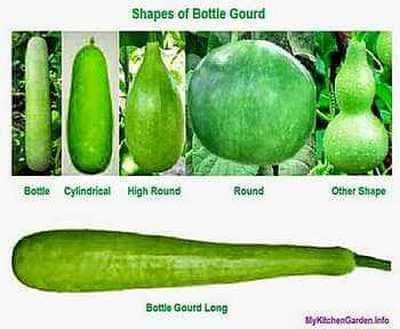 Shapes of Bottle Gourd
Bottle Cylindrical High Round Round Other Shape
Bottle Gourd Long
MyKitchenGarden.Info